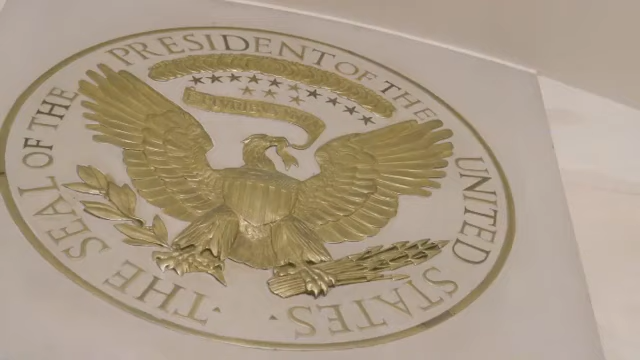 THE SEAL OF THE PRESIDENT OF THE UNITED STATES